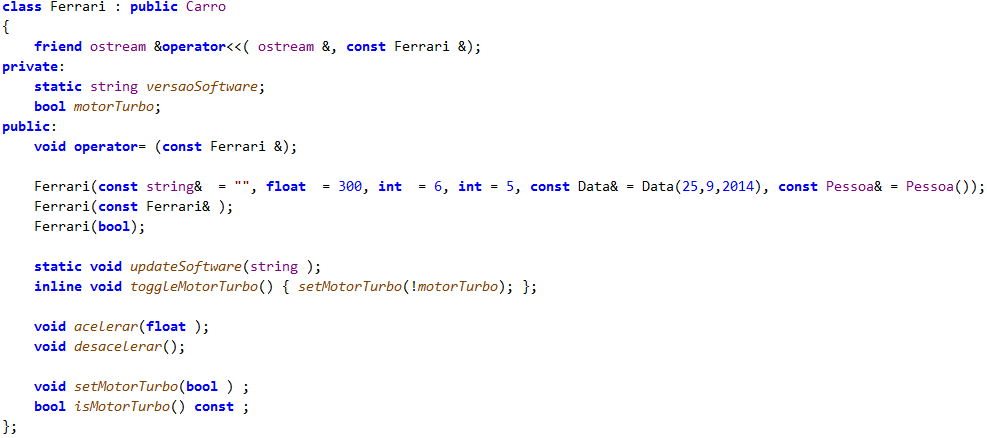 class Ferrari : public Carro
{
    friend ostream &operator<<( ostream &, const Ferrari &);
private:
    static string versaoSoftware;
    bool motorTurbo;
public:
    void operator= (const Ferrari &);

    Ferrari(const string&  = "", float  = 300, int  = 6, int = 5, const Data& = Data(25,9,2014), const Pessoa& = Pessoa());
    Ferrari(const Ferrari& );
    Ferrari(bool);

    static void updateSoftware(string );
    inline void toggleMotorTurbo() { setMotorTurbo(!motorTurbo); };

    void acelerar(float );
    void desacelerar();

    void setMotorTurbo(bool ) ;
    bool isMotorTurbo() const ;
};